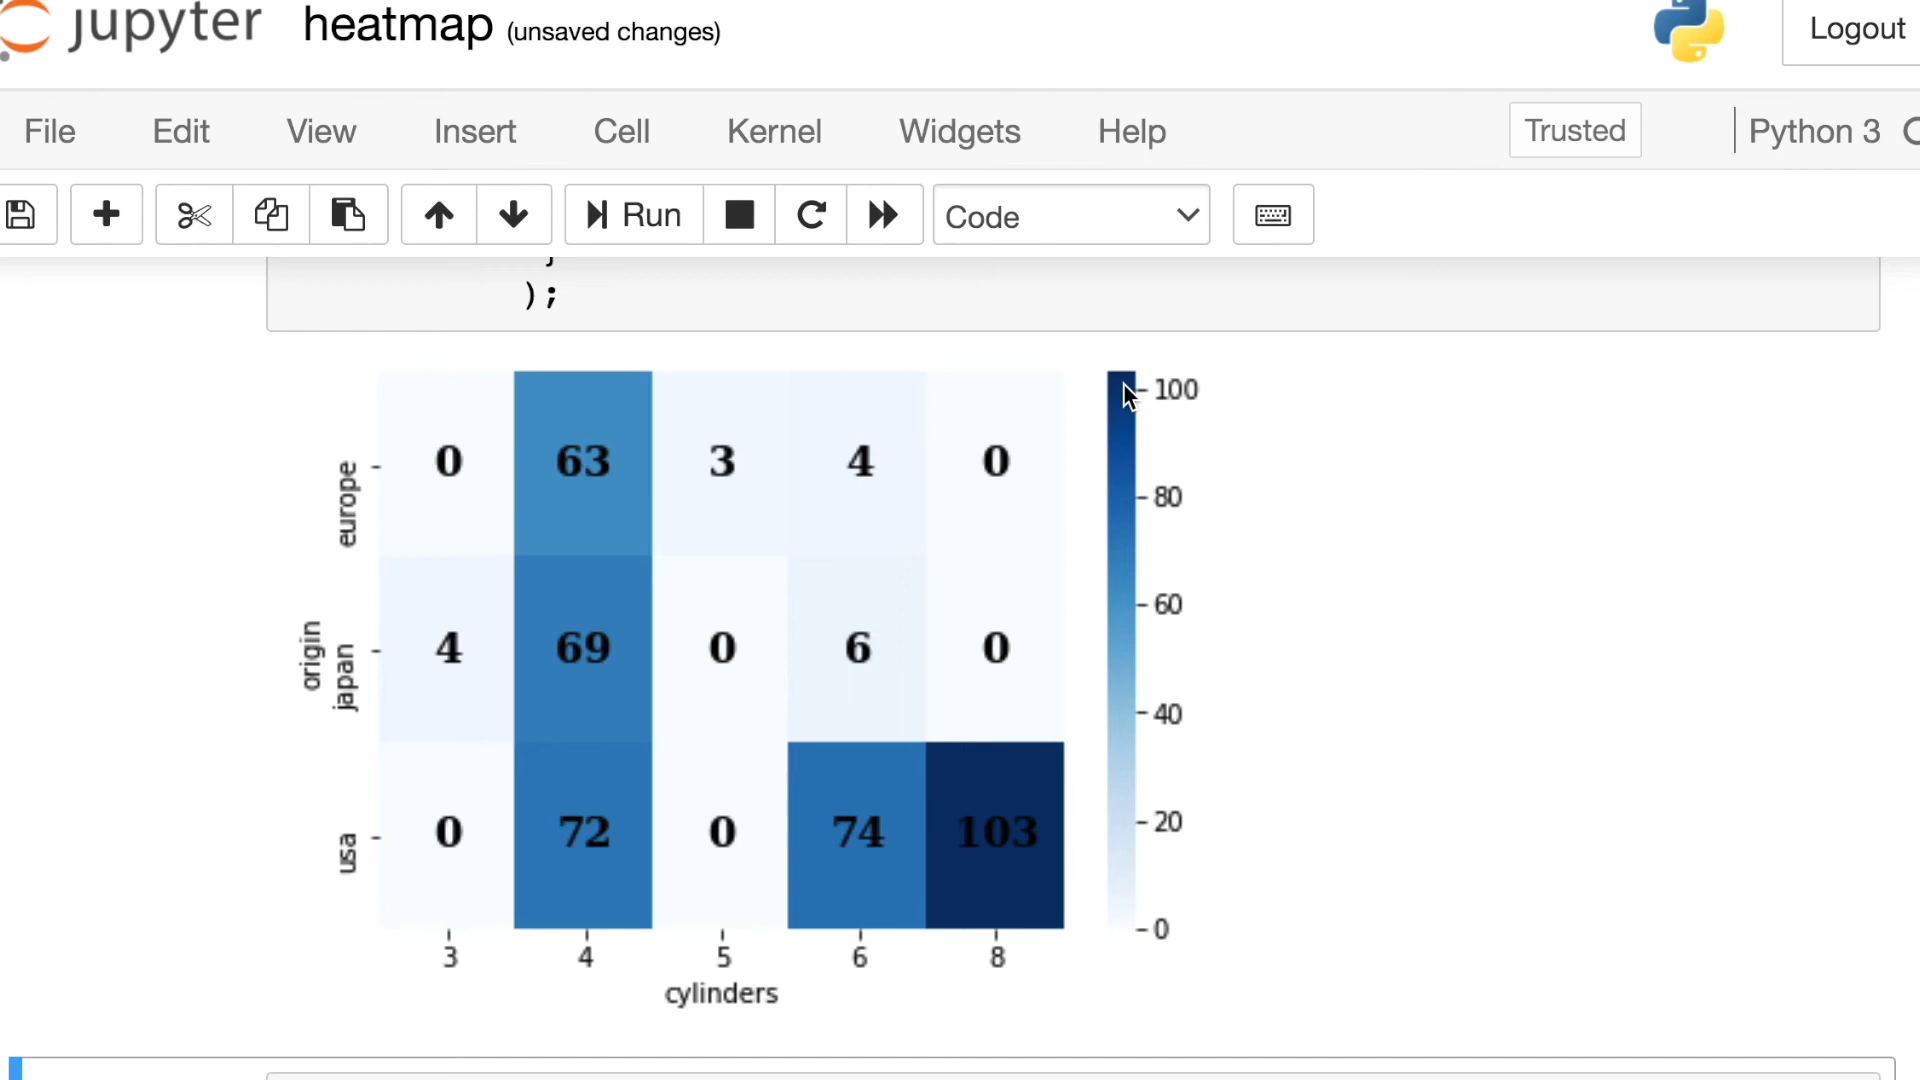 jupyter heatmap (unsaved changes) Logout
File Edit View Insert Cell Kernel Widgets Help Trusted Python 3
Run Code
);
europe 0 63 3 4 0
japan 4 69 0 6 0
usa 0 72 0 74 103
origin
3 4 5 6 8
cylinders
100
80
60
40
20
0